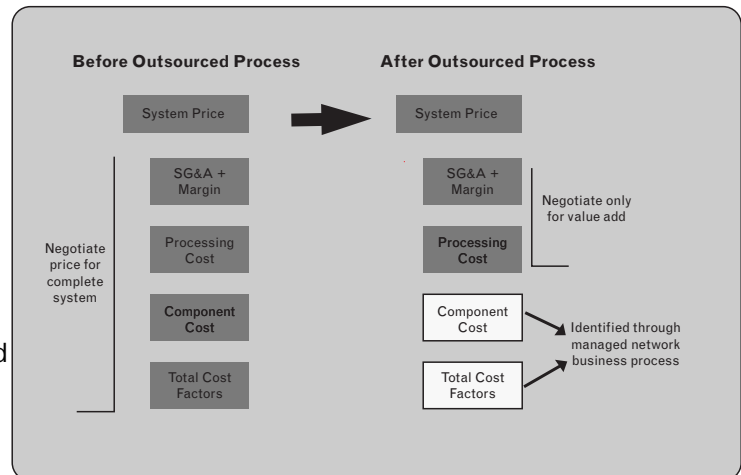 Before Outsourced Process
After Outsourced Process
System Price
System Price
SG&A +
Margin
SG&A +
Margin
Negotiate only
for value add
Processing
Cost
Processing
Cost
Negotiate
price for
complete
system
Component
Cost
Component
Cost
Identified through
managed network
business process
Total Cost
Factors
Total Cost
Factors